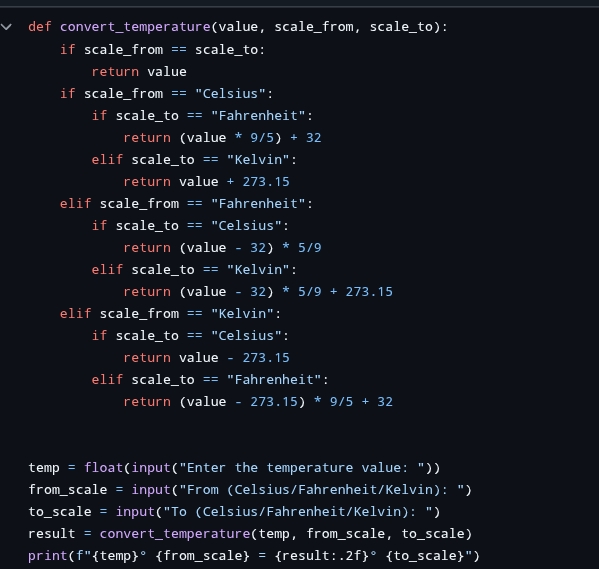 def convert_temperature(value, scale_from, scale_to):
    if scale_from == scale_to:
        return value
    if scale_from == "Celsius":
        if scale_to == "Fahrenheit":
            return (value * 9/5) + 32
        elif scale_to == "Kelvin":
            return value + 273.15
    elif scale_from == "Fahrenheit":
        if scale_to == "Celsius":
            return (value - 32) * 5/9
        elif scale_to == "Kelvin":
            return (value - 32) * 5/9 + 273.15
    elif scale_from == "Kelvin":
        if scale_to == "Celsius":
            return value - 273.15
        elif scale_to == "Fahrenheit":
            return (value - 273.15) * 9/5 + 32
temp = float(input("Enter the temperature value: "))
from_scale = input("From (Celsius/Fahrenheit/Kelvin): ")
to_scale = input("To (Celsius/Fahrenheit/Kelvin): ")
result = convert_temperature(temp, from_scale, to_scale)
print(f"{temp}° {from_scale} = {result:.2f}° {to_scale}")